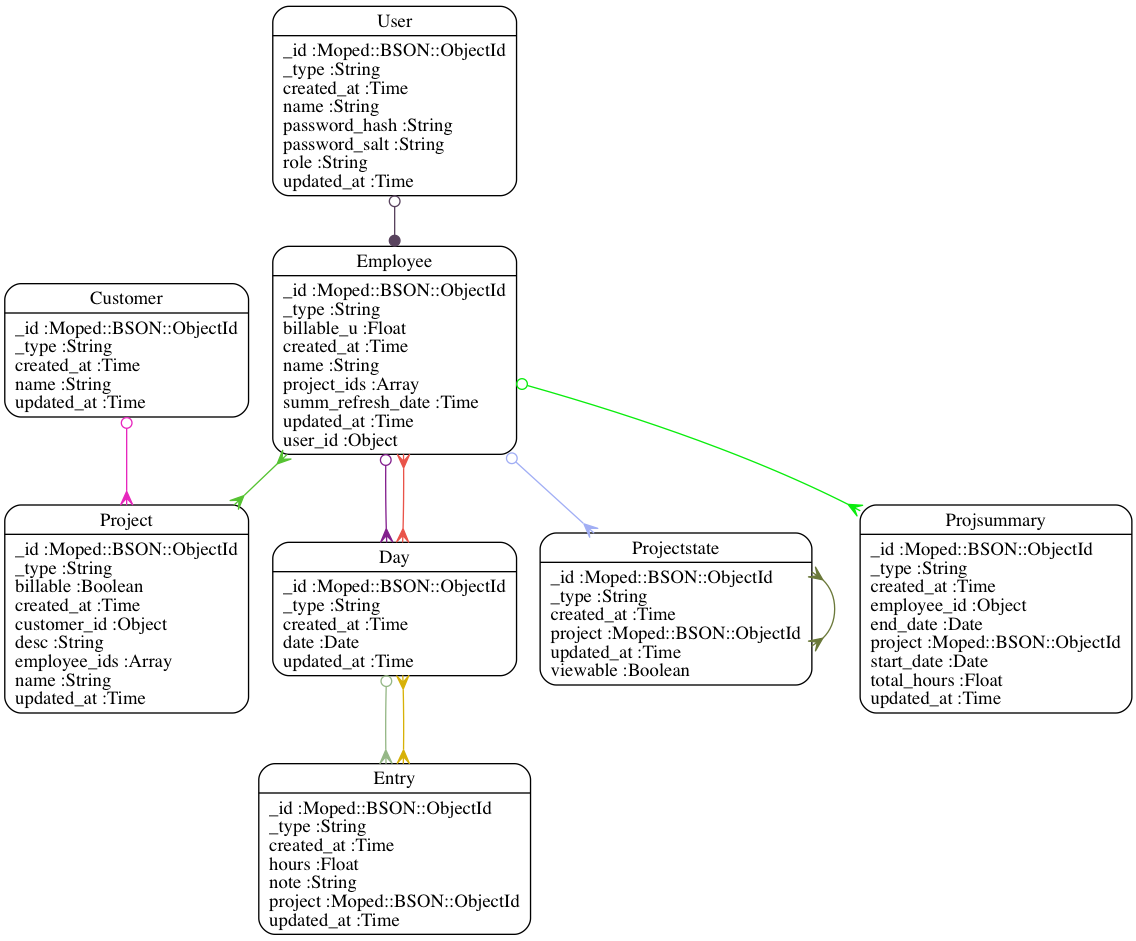 User
_id :Moped::BSON::ObjectId
_type :String
created_at :Time
name :String
password_hash :String
password_salt :String
role :String
updated_at :Time
Employee
_id :Moped::BSON::ObjectId
_type :String
billable_u :Float
created_at :Time
name :String
project_ids :Array
summ_refresh_date :Time
updated_at :Time
user_id :Object
Customer
_id :Moped::BSON::ObjectId
_type :String
created_at :Time
name :String
updated_at :Time
Project
_id :Moped::BSON::ObjectId
_type :String
billable :Boolean
created_at :Time
customer_id :Object
desc :String
employee_ids :Array
name :String
updated_at :Time
Day
_id :Moped::BSON::ObjectId
_type :String
created_at :Time
date :Date
updated_at :Time
Projectstate
_id :Moped::BSON::ObjectId
_type :String
created_at :Time
project :Moped::BSON::ObjectId
updated_at :Time
viewable :Boolean
Projsummary
_id :Moped::BSON::ObjectId
_type :String
created_at :Time
employee_id :Object
end_date :Date
project :Moped::BSON::ObjectId
start_date :Date
total_hours :Float
updated_at :Time
Entry
_id :Moped::BSON::ObjectId
_type :String
created_at :Time
hours :Float
note :String
project :Moped::BSON::ObjectId
updated_at :Time